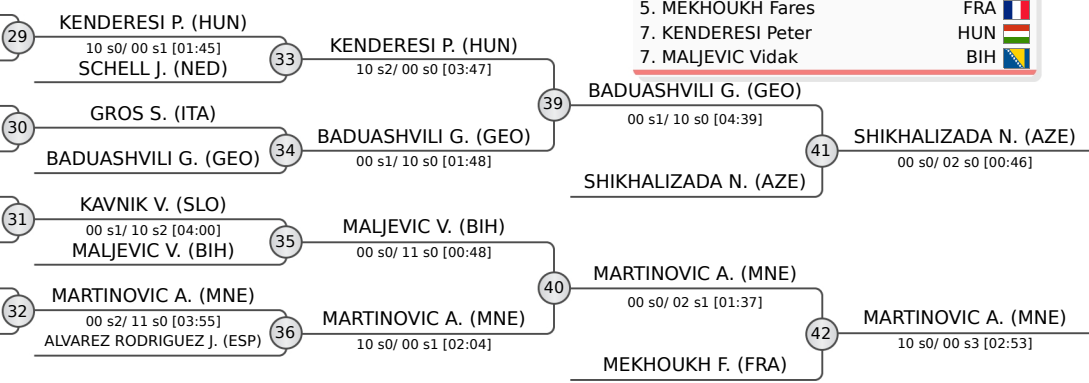 5. MEKHOUKH Fares FRA
7. KENDERESI Peter HUN
7. MALJEVIC Vidak BIH
29
KENDERESI P. (HUN)
10 s0/ 00 s1 [01:45]
SCHELL J. (NED)
33
KENDERESI P. (HUN)
10 s2/ 00 s0 [03:47]
30
GROS S. (ITA)
BADUASHVILI G. (GEO)
34
BADUASHVILI G. (GEO)
00 s1/ 10 s0 [01:48]
39
BADUASHVILI G. (GEO)
00 s1/ 10 s0 [04:39]
SHIKHALIZADA N. (AZE)
41
SHIKHALIZADA N. (AZE)
00 s0/ 02 s0 [00:46]
31
KAVNIK V. (SLO)
00 s1/ 10 s2 [04:00]
MALJEVIC V. (BIH)
35
MALJEVIC V. (BIH)
00 s0/ 11 s0 [00:48]
32
MARTINOVIC A. (MNE)
00 s2/ 11 s0 [03:55]
ALVAREZ RODRIGUEZ J. (ESP)
36
MARTINOVIC A. (MNE)
10 s0/ 00 s1 [02:04]
40
MARTINOVIC A. (MNE)
00 s0/ 02 s1 [01:37]
MEKHOUKH F. (FRA)
42
MARTINOVIC A. (MNE)
10 s0/ 00 s3 [02:53]